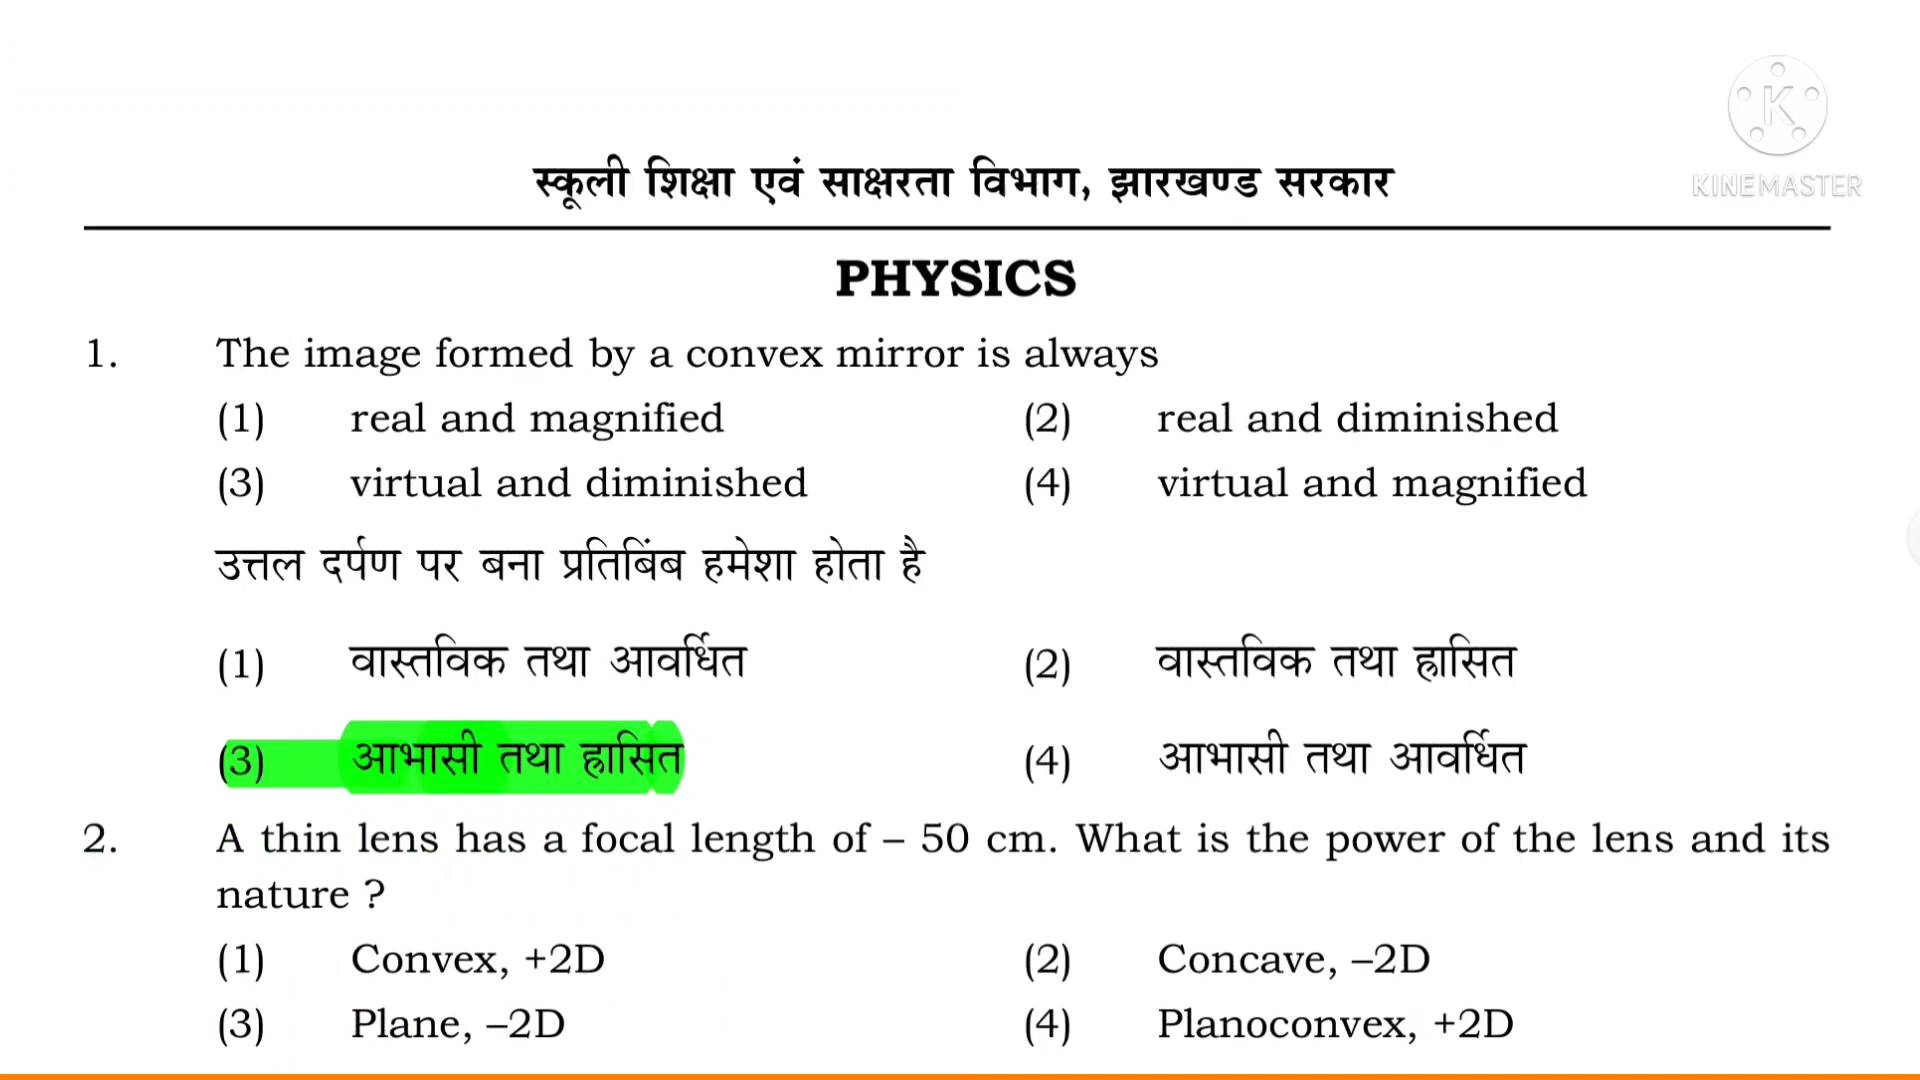 K
KINEMASTER
स्कूली शिक्षा एवं साक्षरता विभाग, झारखण्ड सरकार
PHYSICS
1. The image formed by a convex mirror is always
(1) real and magnified (2) real and diminished
(3) virtual and diminished (4) virtual and magnified
उत्तल दर्पण पर बना प्रतिबिंब हमेशा होता है
(1) वास्तविक तथा आवर्धित (2) वास्तविक तथा ह्रासित
(3) आभासी तथा ह्रासित (4) आभासी तथा आवर्धित
2. A thin lens has a focal length of – 50 cm. What is the power of the lens and its
nature ?
(1) Convex, +2D (2) Concave, –2D
(3) Plane, –2D (4) Planoconvex, +2D